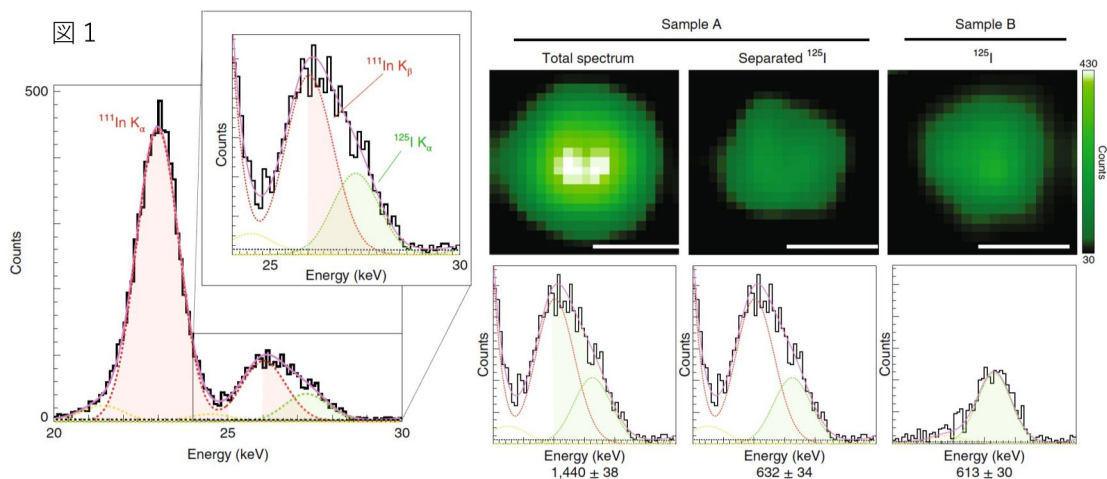 図1
500
0
Counts
¹¹¹In Kα
20
25
30
Energy (keV)
Counts
¹¹¹In Kβ
¹²⁵I Kα
25
30
Energy (keV)
Sample A
Sample B
Total spectrum
Separated ¹²⁵I
¹²⁵I
430
Counts
30
Counts
Energy (keV)
1,440 ± 38
Counts
Energy (keV)
632 ± 34
Counts
Energy (keV)
613 ± 30